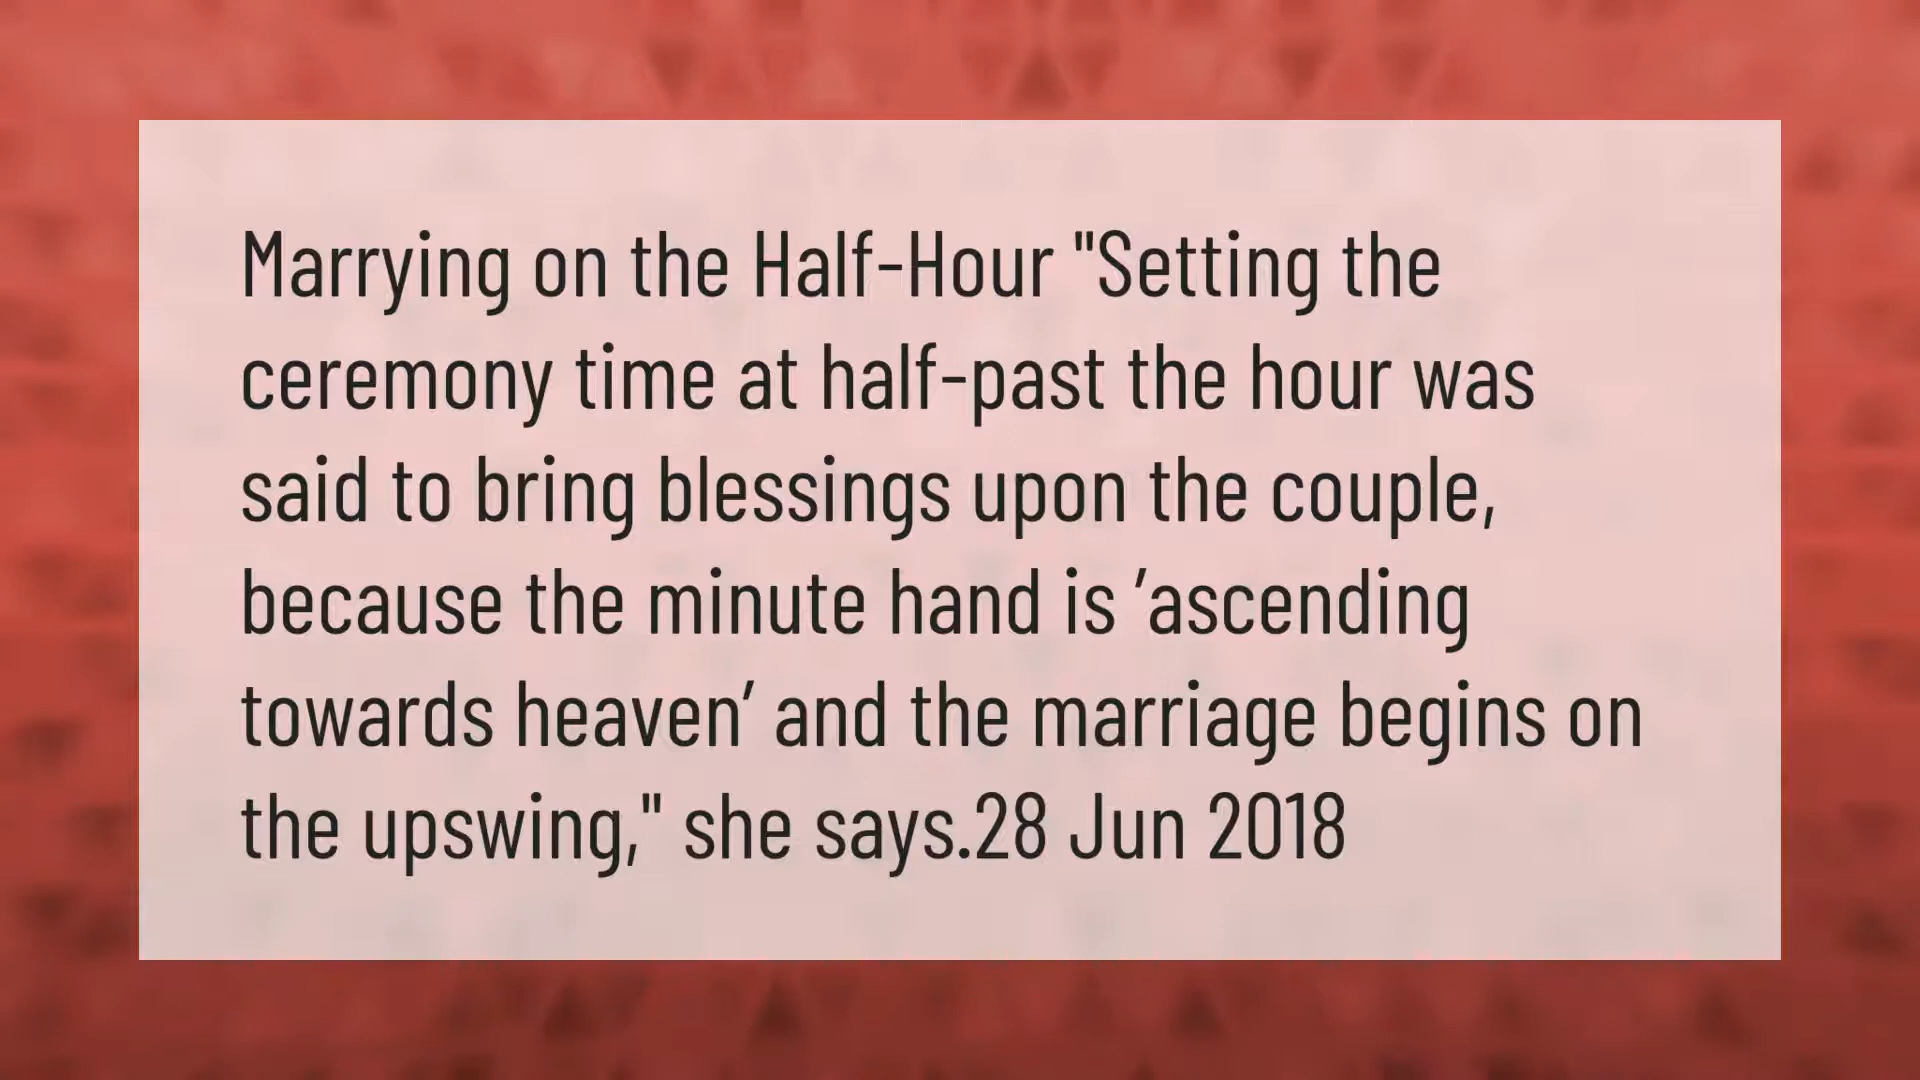 Marrying on the Half-Hour "Setting the
ceremony time at half-past the hour was
said to bring blessings upon the couple,
because the minute hand is ’ascending
towards heaven’ and the marriage begins on
the upswing," she says.28 Jun 2018